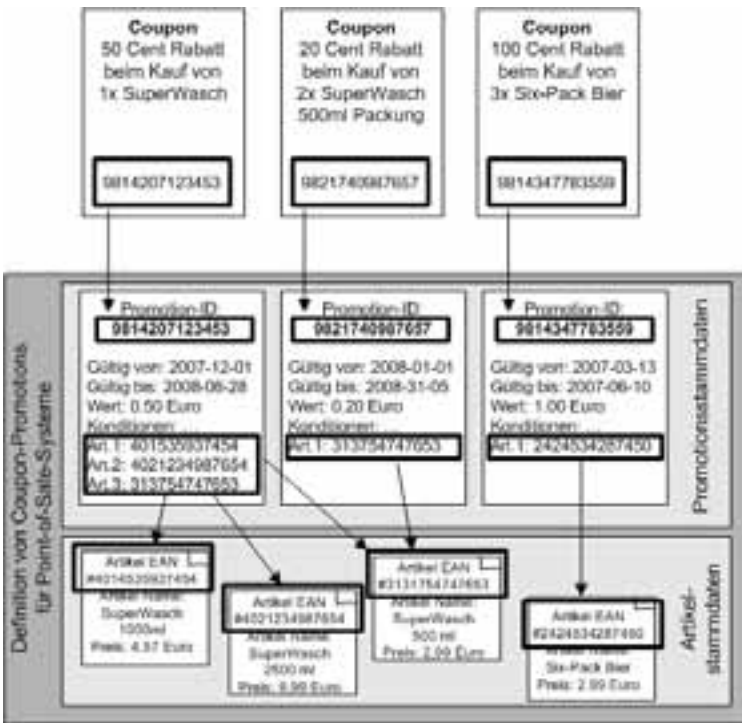 Coupon
50 Cent Rabatt
beim Kauf von
1x SuperWasch
9814207123453
Coupon
20 Cent Rabatt
beim Kauf von
2x SuperWasch
500ml Packung
9821740987657
Coupon
100 Cent Rabatt
beim Kauf von
3x Six-Pack Bier
9814347783559
Definition von Coupon-Promotons
für Point-of-Sale-Systeme
Promotion-ID:
9814207123453
Gültig von: 2007-12-01
Gültig bis: 2008-06-28
Wert: 0.50 Euro
Konditionen: ...
Art.1: 401535937454
Art.2: 4021234987654
Art.3: 313754747653
Promotion-ID:
9821740987657
Gültig von: 2008-01-01
Gültig bis: 2008-31-05
Wert: 0.20 Euro
Konditionen: ...
Art.1: 313754747653
Promotion-ID:
9814347783559
Gültig von: 2007-03-13
Gültig bis: 2007-06-10
Wert: 1.00 Euro
Konditionen: ...
Art.1: 2424534287450
Promotionsstammdaten
Artikel EAN
Artikel Name:
SuperWasch
1000ml
Preis: 4.57 Euro
Artikel EAN
#4021234987654
Artikel Name:
SuperWasch
2500 ml
Preis: Euro
Artikel EAN
#3131754747653
Artikel Name:
SuperWasch
500 ml
Preis: 2.99 Euro
Artikel EAN
Artikel Name:
Six-Pack Bier
Preis: 2.99 Euro
Artikel-
stammdaten